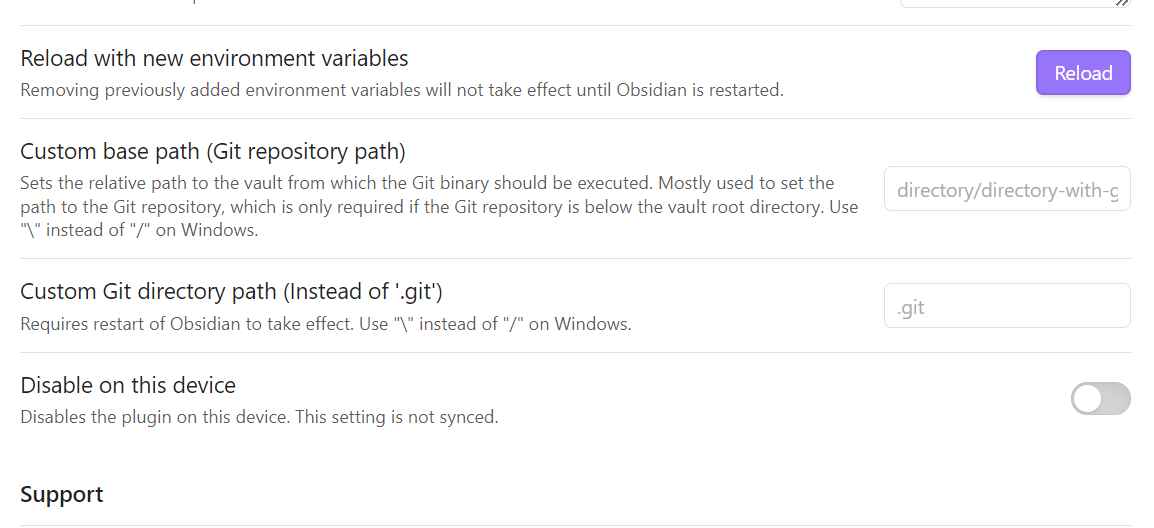 Reload with new environment variables
Removing previously added environment variables will not take effect until Obsidian is restarted.
Reload
Custom base path (Git repository path)
Sets the relative path to the vault from which the Git binary should be executed. Mostly used to set the
path to the Git repository, which is only required if the Git repository is below the vault root directory. Use
"\" instead of "/" on Windows.
directory/directory-with-g
Custom Git directory path (Instead of '.git')
Requires restart of Obsidian to take effect. Use "\" instead of "/" on Windows.
.git
Disable on this device
Disables the plugin on this device. This setting is not synced.
Support